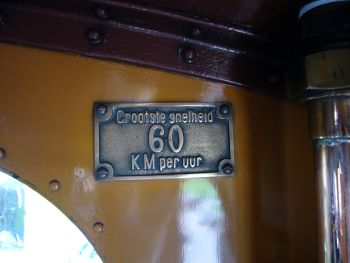 Grootste snelheid
60
KM per uur